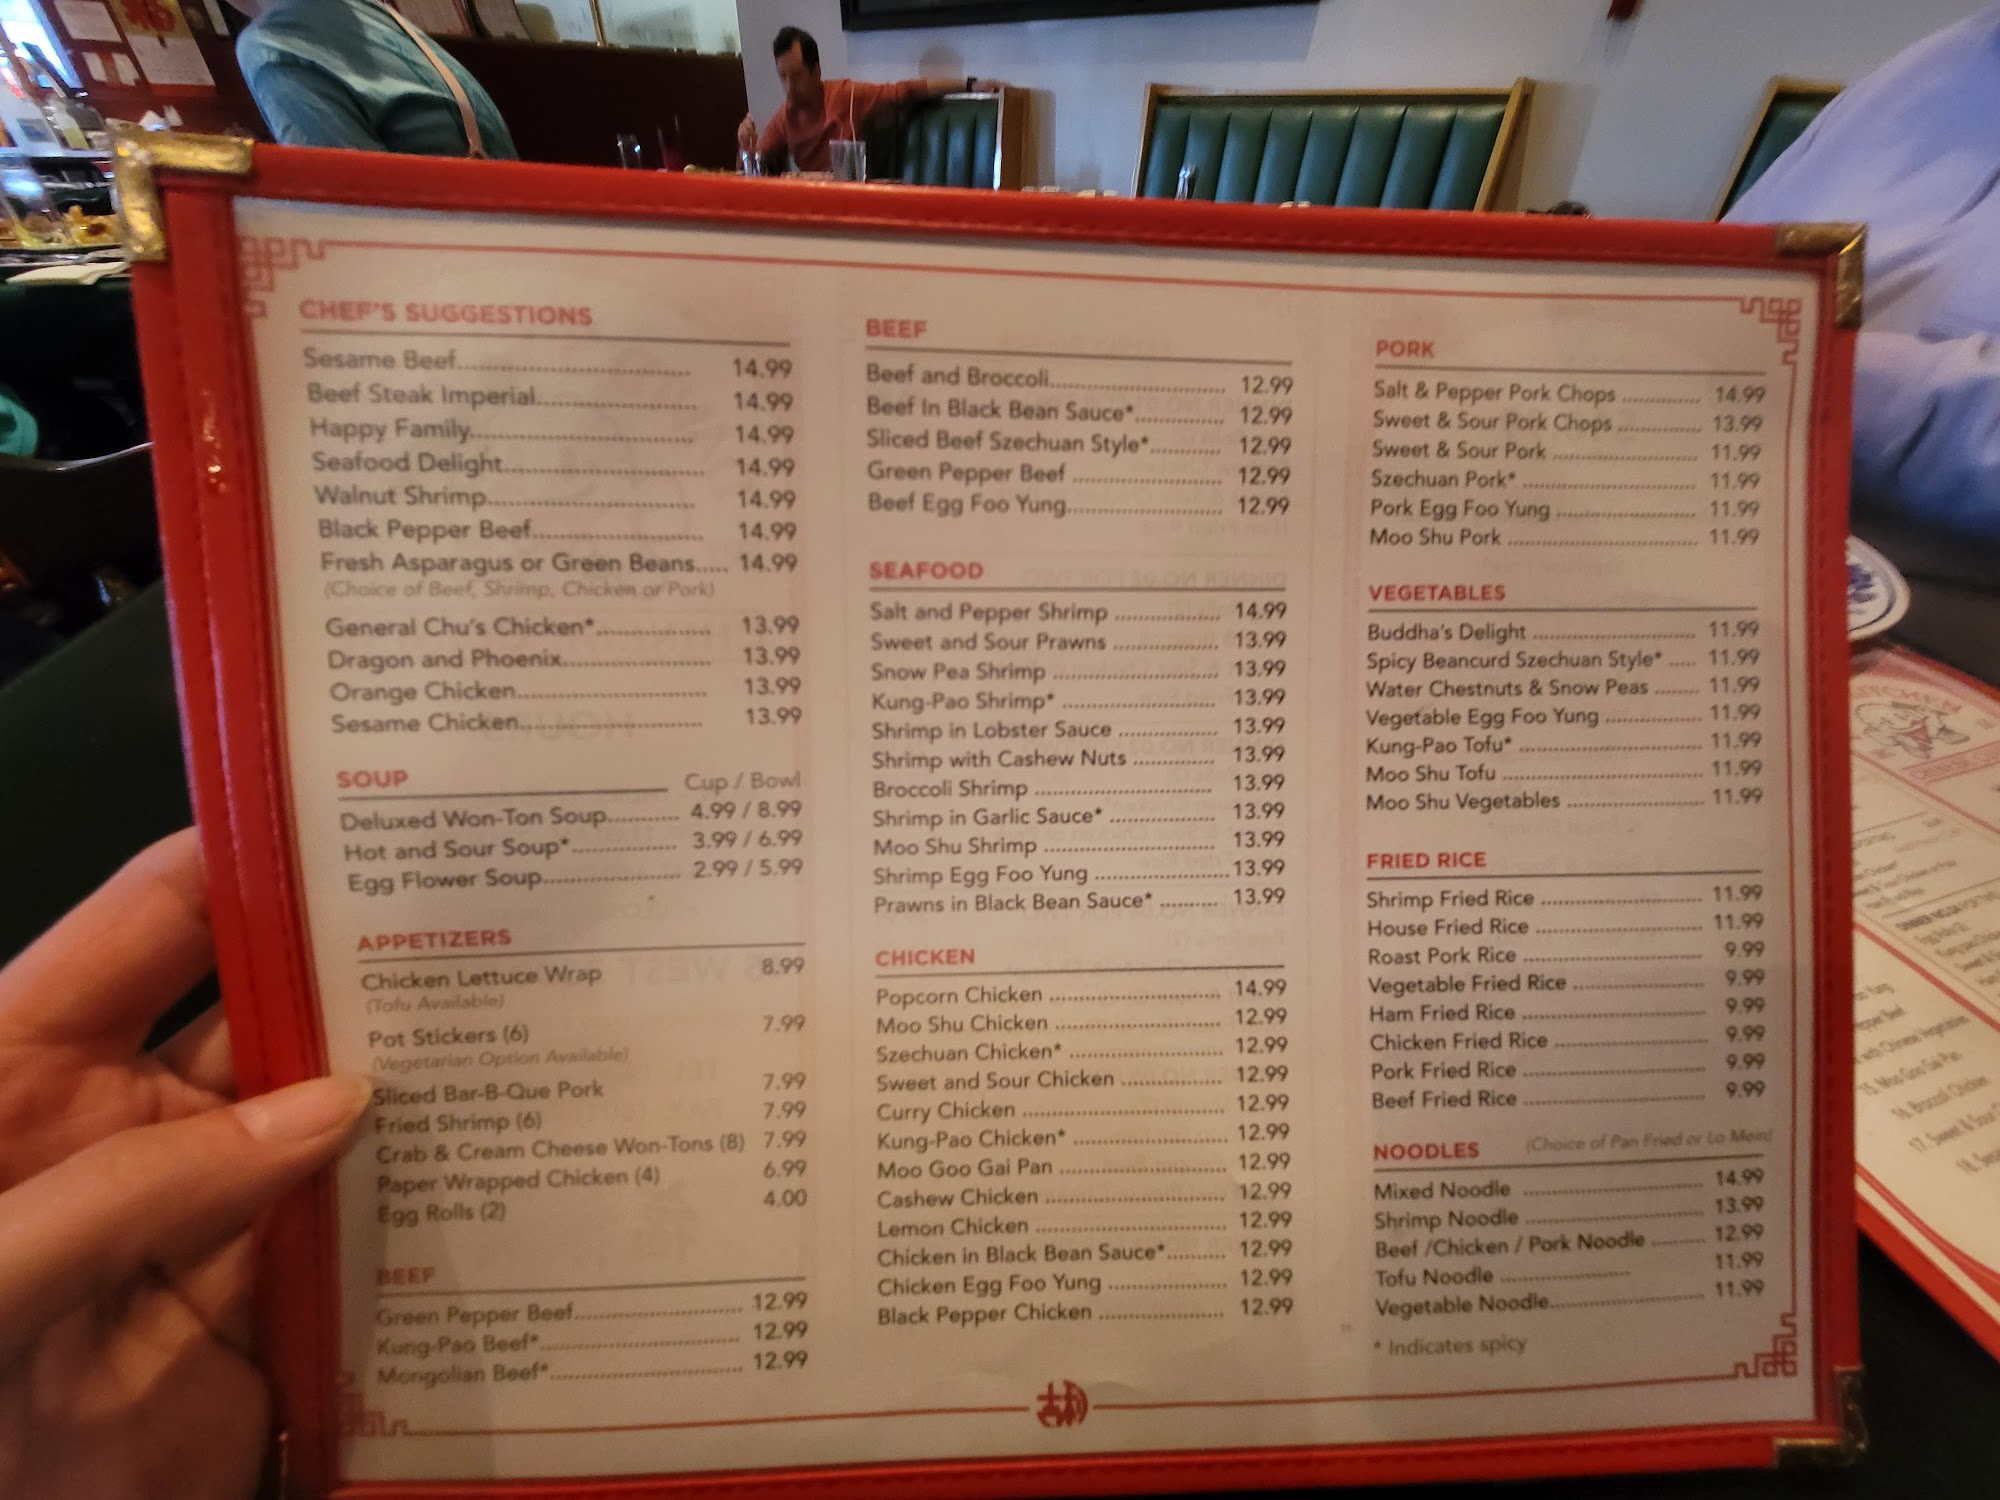 CHEF'S SUGGESTIONS
Sesame Beef.......... 14.99
Beef Steak Imperial.......... 14.99
Happy Family.......... 14.99
Seafood Delight.......... 14.99
Walnut Shrimp.......... 14.99
Black Pepper Beef.......... 14.99
Fresh Asparagus or Green Beans..... 14.99
(Choice of Beef, Shrimp, Chicken or Pork)
General Chu's Chicken*.......... 13.99
Dragon and Phoenix.......... 13.99
Orange Chicken.......... 13.99
Sesame Chicken.......... 13.99
SOUP Cup / Bowl
Deluxed Won-Ton Soup.......... 4.99 / 8.99
Hot and Sour Soup*.......... 3.99 / 6.99
Egg Flower Soup.......... 2.99 / 5.99
APPETIZERS
Chicken Lettuce Wrap 8.99
(Tofu Available)
Pot Stickers (6) 7.99
(Vegetarian Option Available)
Sliced Bar-B-Que Pork 7.99
Fried Shrimp (6) 7.99
Crab & Cream Cheese Won-Tons (8) 7.99
Paper Wrapped Chicken (4) 6.99
Egg Rolls (2) 4.00
BEEF
Green Pepper Beef.......... 12.99
Kung-Pao Beef*.......... 12.99
Mongolian Beef*.......... 12.99
BEEF
Beef and Broccoli.......... 12.99
Beef In Black Bean Sauce*.......... 12.99
Sliced Beef Szechuan Style*.......... 12.99
Green Pepper Beef .......... 12.99
Beef Egg Foo Yung.......... 12.99
SEAFOOD
Salt and Pepper Shrimp .......... 14.99
Sweet and Sour Prawns .......... 13.99
Snow Pea Shrimp .......... 13.99
Kung-Pao Shrimp* .......... 13.99
Shrimp in Lobster Sauce .......... 13.99
Shrimp with Cashew Nuts .......... 13.99
Broccoli Shrimp .......... 13.99
Shrimp in Garlic Sauce* .......... 13.99
Moo Shu Shrimp .......... 13.99
Shrimp Egg Foo Yung .......... 13.99
Prawns in Black Bean Sauce* .......... 13.99
CHICKEN
Popcorn Chicken .......... 14.99
Moo Shu Chicken .......... 12.99
Szechuan Chicken* .......... 12.99
Sweet and Sour Chicken .......... 12.99
Curry Chicken .......... 12.99
Kung-Pao Chicken* .......... 12.99
Moo Goo Gai Pan .......... 12.99
Cashew Chicken .......... 12.99
Lemon Chicken .......... 12.99
Chicken in Black Bean Sauce*.......... 12.99
Chicken Egg Foo Yung .......... 12.99
Black Pepper Chicken .......... 12.99
PORK
Salt & Pepper Pork Chops .......... 14.99
Sweet & Sour Pork Chops .......... 13.99
Sweet & Sour Pork .......... 11.99
Szechuan Pork* .......... 11.99
Pork Egg Foo Yung .......... 11.99
Moo Shu Pork .......... 11.99
VEGETABLES
Buddha's Delight .......... 11.99
Spicy Beancurd Szechuan Style* ..... 11.99
Water Chestnuts & Snow Peas ........ 11.99
Vegetable Egg Foo Yung .......... 11.99
Kung-Pao Tofu* .......... 11.99
Moo Shu Tofu .......... 11.99
Moo Shu Vegetables .......... 11.99
FRIED RICE
Shrimp Fried Rice .......... 11.99
House Fried Rice .......... 11.99
Roast Pork Rice .......... 9.99
Vegetable Fried Rice .......... 9.99
Ham Fried Rice .......... 9.99
Chicken Fried Rice .......... 9.99
Pork Fried Rice .......... 9.99
Beef Fried Rice .......... 9.99
NOODLES (Choice of Pan Fried or Lo Mein)
Mixed Noodle .......... 14.99
Shrimp Noodle .......... 13.99
Beef /Chicken / Pork Noodle .......... 12.99
Tofu Noodle .......... 11.99
Vegetable Noodle.......... 11.99
* Indicates spicy
15. Moo Goo Gai Pan
16. Broccoli Chicken
17. Sweet & Sour